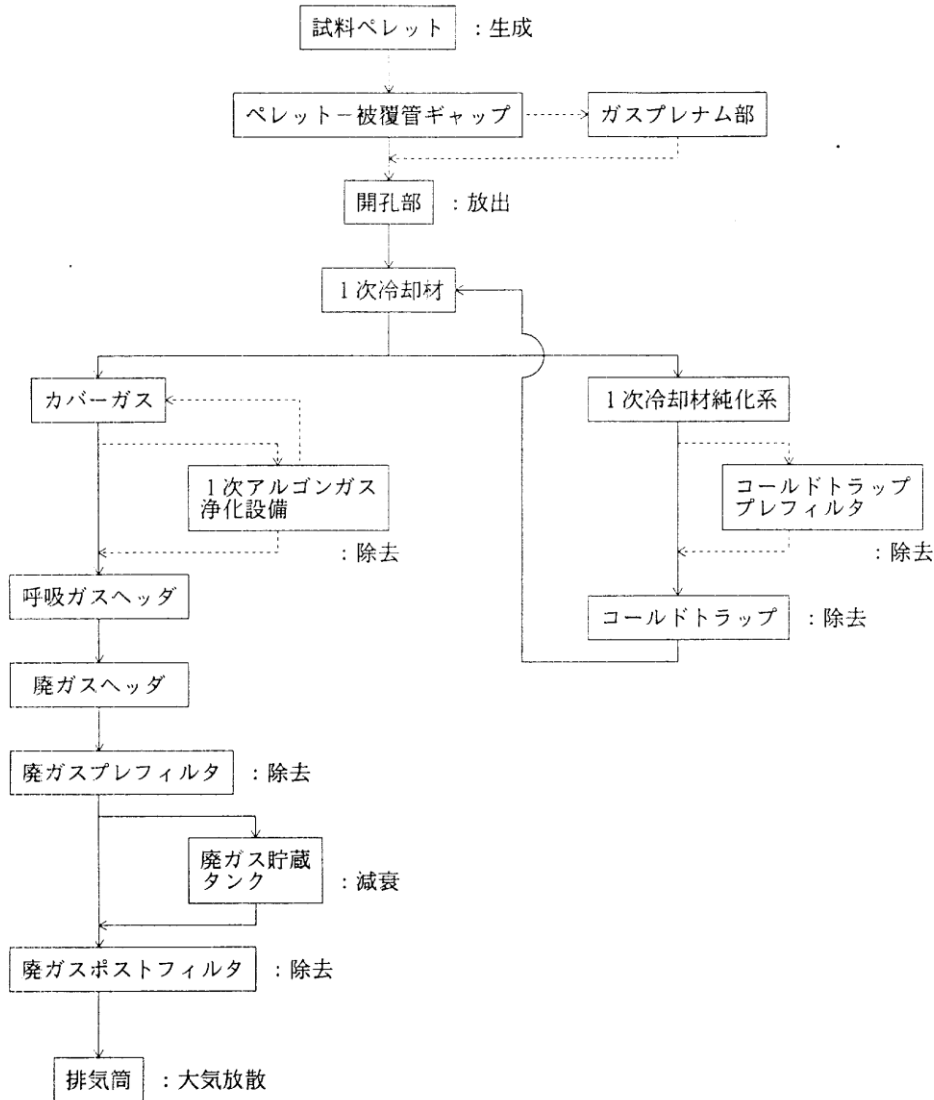 試料ペレット ：生成
ペレット－被覆管ギャップ
ガスプレナム部
開孔部 ：放出
１次冷却材
カバーガス
１次冷却材純化系
１次アルゴンガス
浄化設備
：除去
コールドトラップ
プレフィルタ
：除去
呼吸ガスヘッダ
コールドトラップ ：除去
廃ガスヘッダ
廃ガスプレフィルタ ：除去
廃ガス貯蔵
タンク ：減衰
廃ガスポストフィルタ ：除去
排気筒 ：大気放散